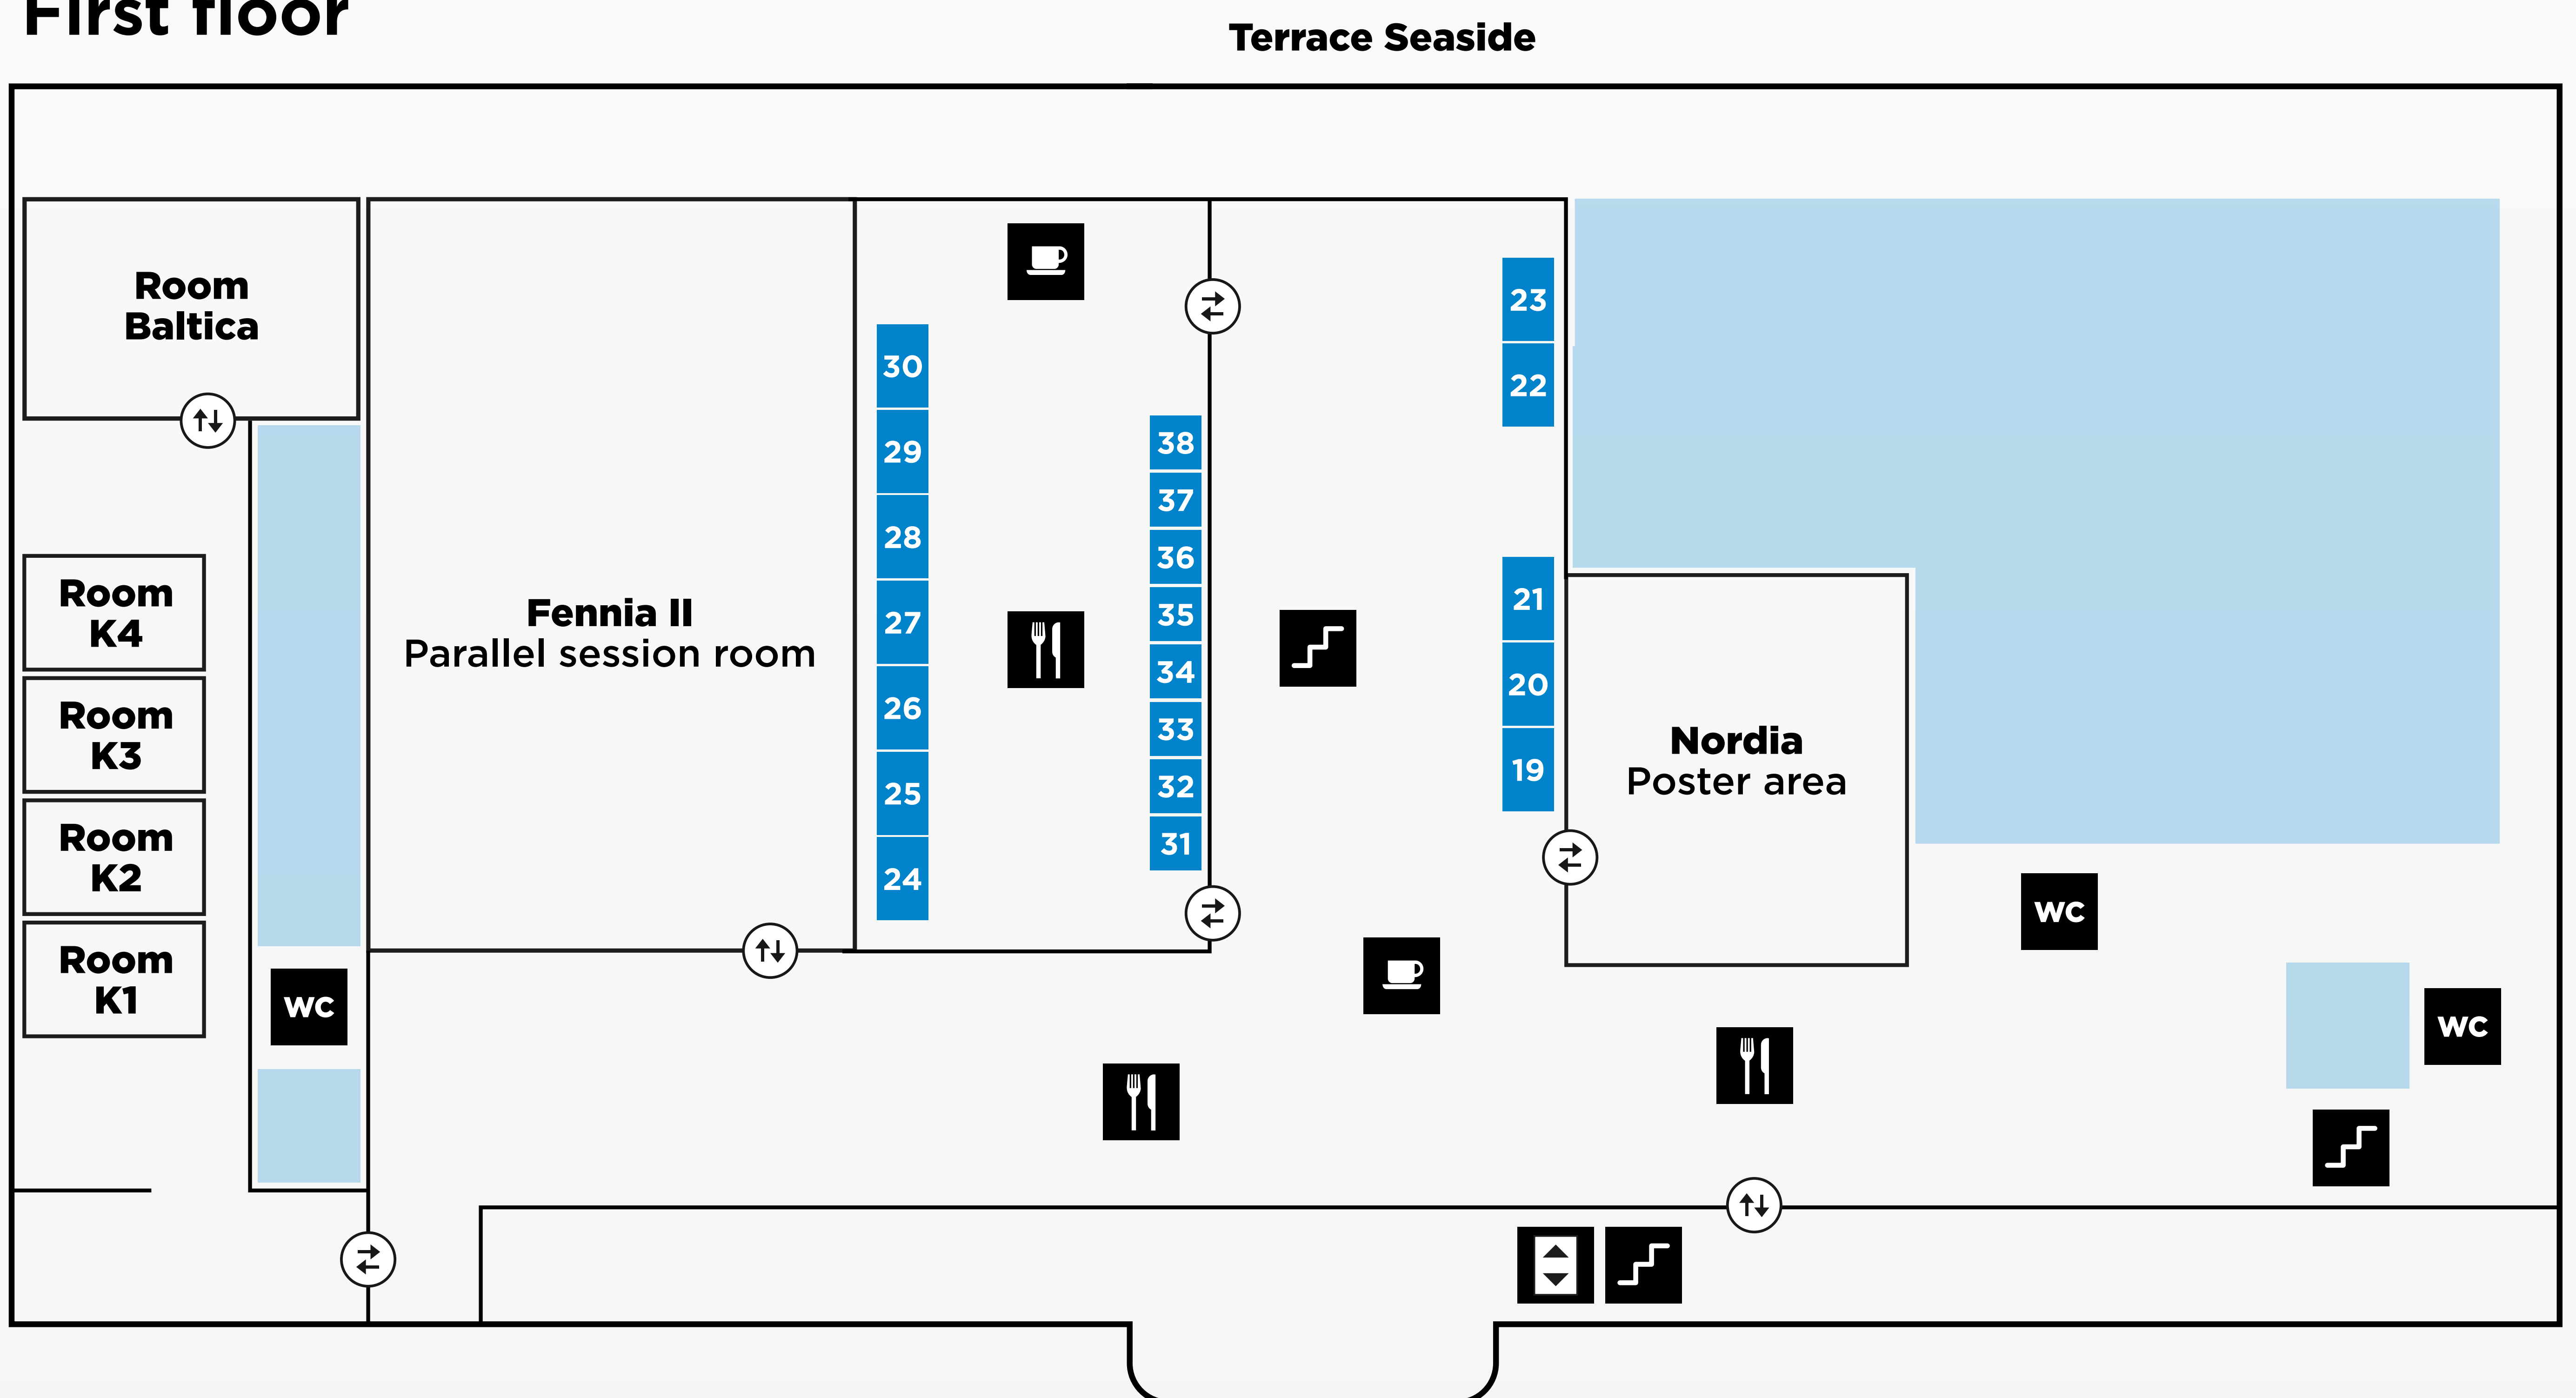 First floor
Terrace Seaside
Room
Baltica
Room
K4
Room
K3
Room
K2
Room
K1
WC
Fennia II
Parallel session room
30
29
28
27
26
25
24
38
37
36
35
34
33
32
31
23
22
21
20
19
Nordia
Poster area
WC
WC